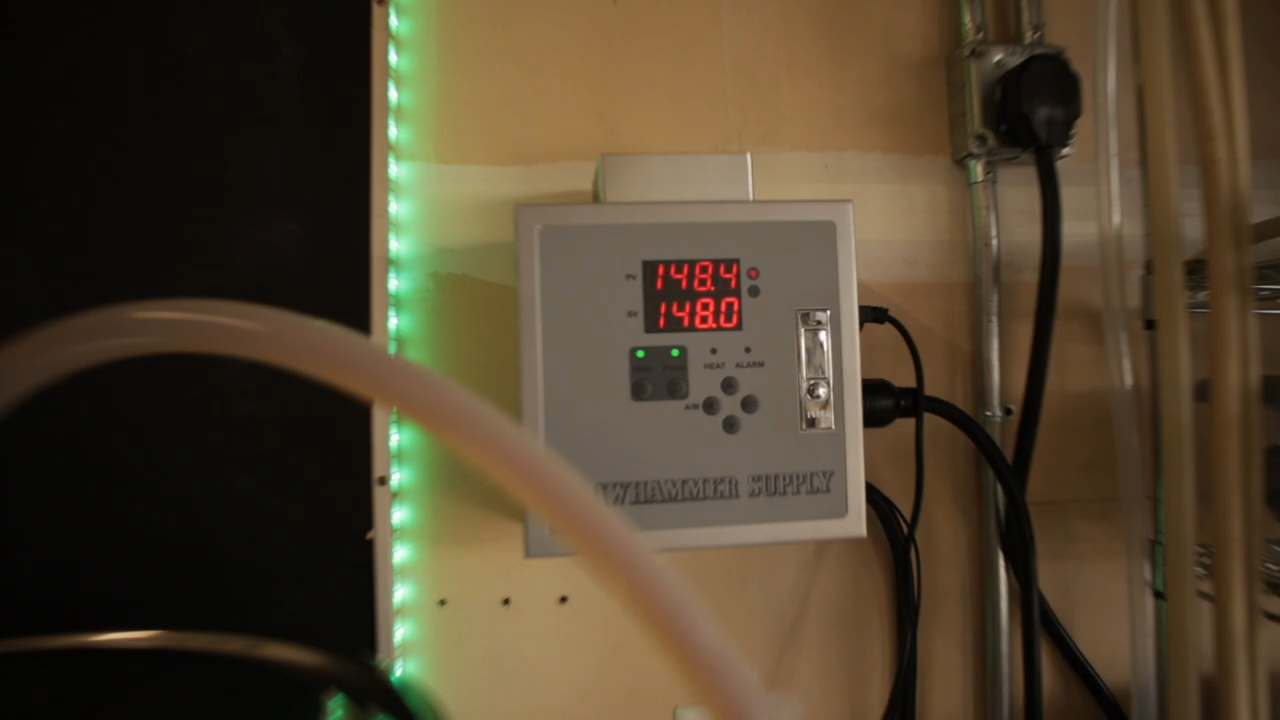 PV 148.4
SV 148.0
HEAT ALARM
A/M
WHAMMER SUPPLY